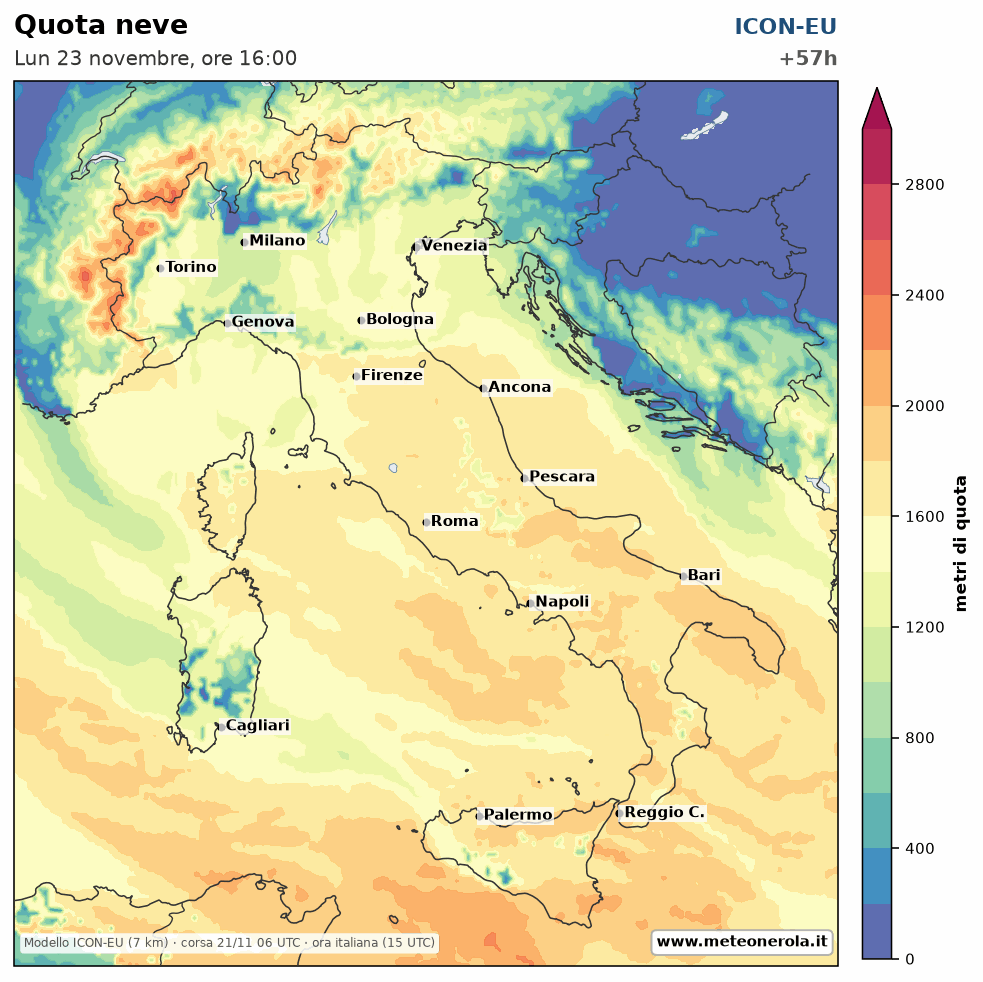 Quota neve
ICON-EU
Lun 23 novembre, ore 16:00
+57h
Milano
Venezia
Torino
Genova
Bologna
Firenze
Ancona
Pescara
Roma
Bari
Napoli
Cagliari
Palermo
Reggio C.
2800
2400
2000
1600
1200
800
400
0
metri di quota
Modello ICON-EU (7 km) · corsa 21/11 06 UTC · ora italiana (15 UTC)
www.meteonerola.it